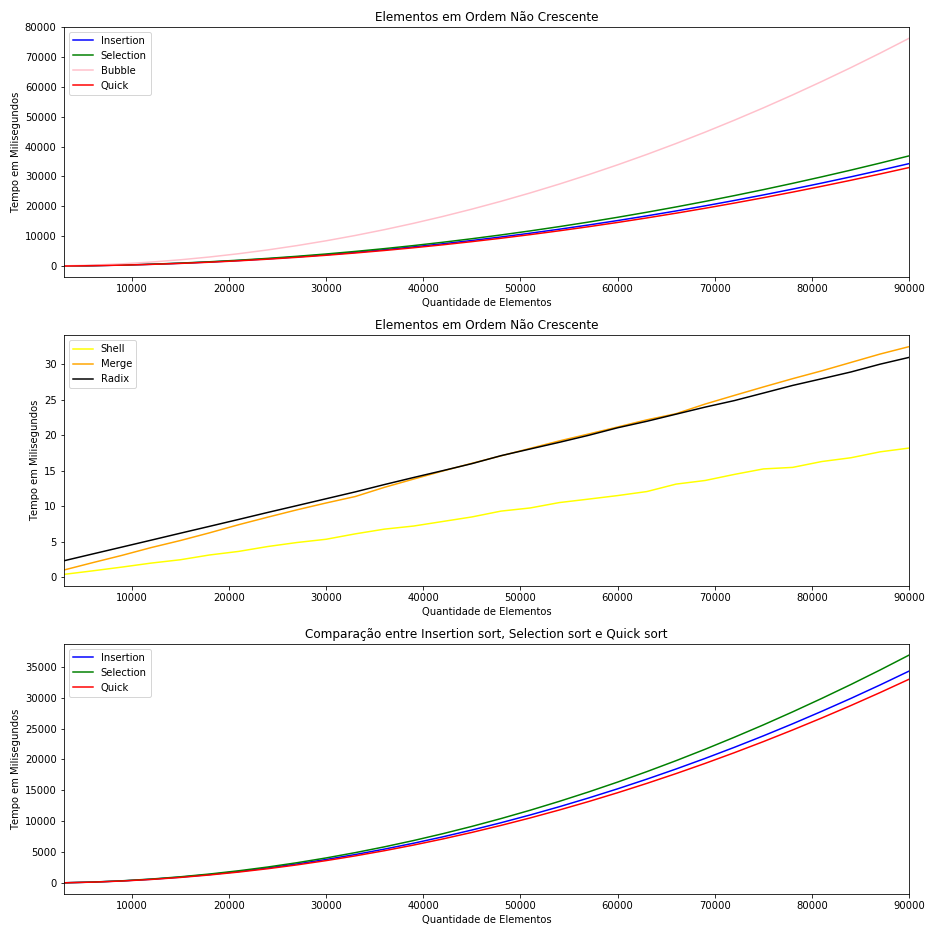 Elementos em Ordem Não Crescente
Insertion
Selection
Bubble
Quick
80000
70000
60000
50000
40000
30000
20000
10000
0
Tempo em Milisegundos
10000 20000 30000 40000 50000 60000 70000 80000 90000
Quantidade de Elementos
Elementos em Ordem Não Crescente
Shell
Merge
Radix
30
25
20
15
10
5
0
Tempo em Milisegundos
10000 20000 30000 40000 50000 60000 70000 80000 90000
Quantidade de Elementos
Comparação entre Insertion sort, Selection sort e Quick sort
Insertion
Selection
Quick
35000
30000
25000
20000
15000
10000
5000
0
Tempo em Milisegundos
10000 20000 30000 40000 50000 60000 70000 80000 90000
Quantidade de Elementos